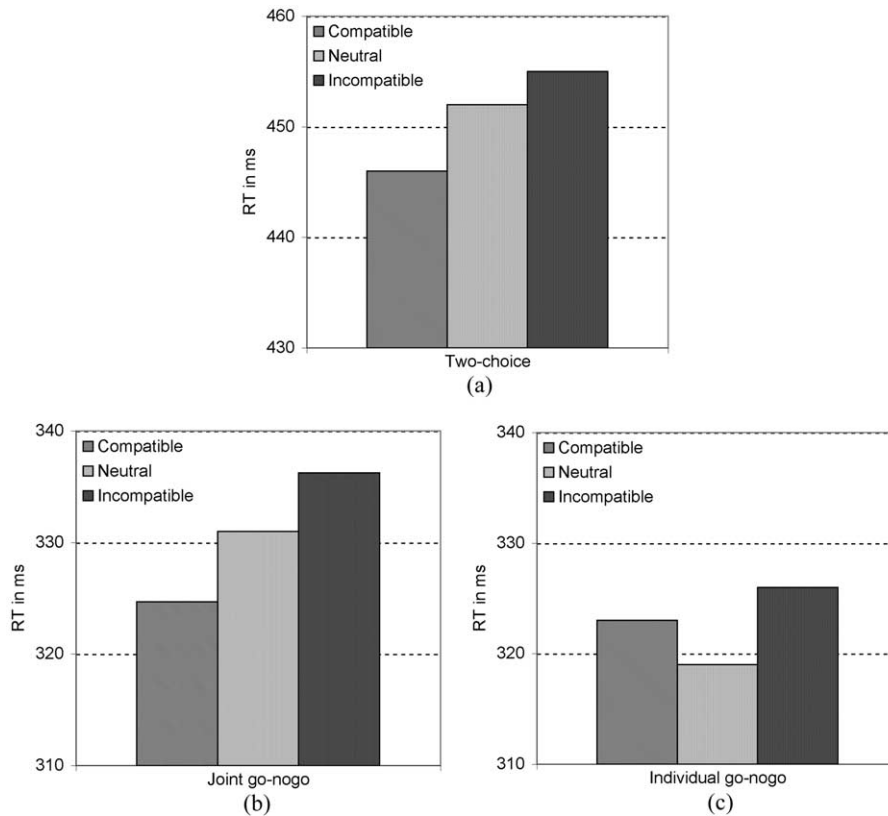 460
Compatible
Neutral
Incompatible
450
RT in ms
440
430
Two-choice
(a)
340
Compatible
Neutral
Incompatible
330
RT in ms
320
310
Joint go-nogo
(b)
340
Compatible
Neutral
Incompatible
330
RT in ms
320
310
Individual go-nogo
(c)